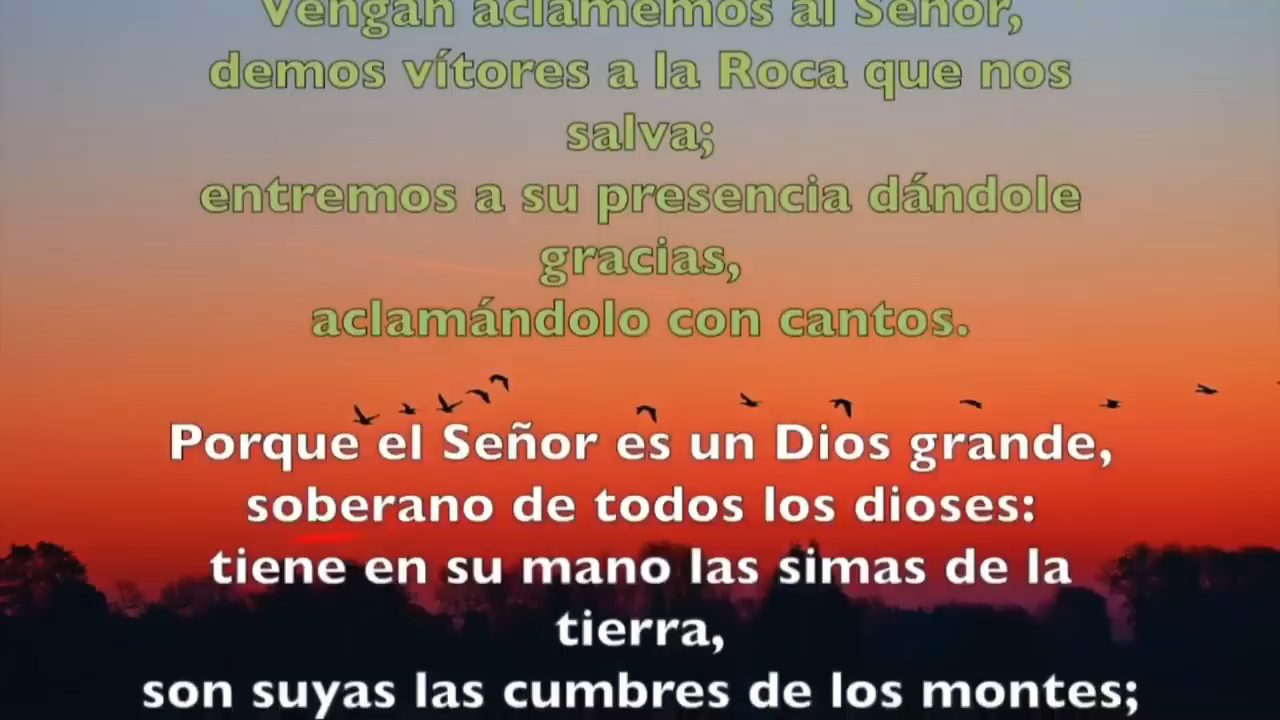 Vengan aclamemos al Señor,
demos vítores a la Roca que nos
salva;
entremos a su presencia dándole
gracias,
aclamándolo con cantos.
Porque el Señor es un Dios grande,
soberano de todos los dioses:
tiene en su mano las simas de la
tierra,
son suyas las cumbres de los montes;